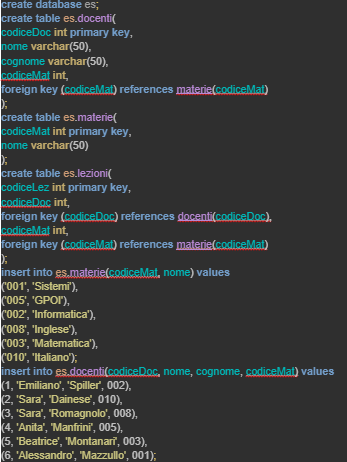 create database es;
create table es.docenti(
codiceDoc int primary key,
nome varchar(50),
cognome varchar(50),
codiceMat int,
foreign key (codiceMat) references materie(codiceMat)
);
create table es.materie(
codiceMat int primary key,
nome varchar(50)
);
create table es.lezioni(
codiceLez int primary key,
codiceDoc int,
foreign key (codiceDoc) references docenti(codiceDoc),
codiceMat int,
foreign key (codiceMat) references materie(codiceMat)
);
insert into es.materie(codiceMat, nome) values
('001', 'Sistemi'),
('005', 'GPOI'),
('002', 'Informatica'),
('008', 'Inglese'),
('003', 'Matematica'),
('010', 'Italiano');
insert into es.docenti(codiceDoc, nome, cognome, codiceMat) values
(1, 'Emiliano', 'Spiller', 002),
(2, 'Sara', 'Dainese', 010),
(3, 'Sara', 'Romagnolo', 008),
(4, 'Anita', 'Manfrini', 005),
(5, 'Beatrice', 'Montanari', 003),
(6, 'Alessandro', 'Mazzullo', 001);